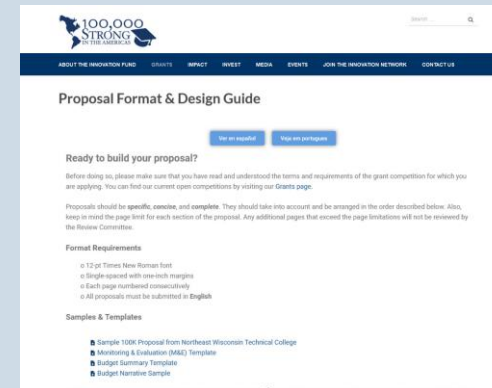 100,000
STRONG
IN THE AMERICAS
Search ...
ABOUT THE INNOVATION FUND GRANTS IMPACT INVEST MEDIA EVENTS JOIN THE INNOVATION NETWORK CONTACT US
Proposal Format & Design Guide
Ver en español Veja em portugues
Ready to build your proposal?
Before doing so, please make sure that you have read and understood the terms and requirements of the grant competition for which you
are applying. You can find our current open competitions by visiting our Grants page.
Proposals should be specific, concise, and complete. They should take into account and be arranged in the order described below. Also,
keep in mind the page limit for each section of the proposal. Any additional pages that exceed the page limitations will not be reviewed by
the Review Committee.
Format Requirements
o 12-pt Times New Roman font
o Single-spaced with one-inch margins
o Each page numbered consecutively
o All proposals must be submitted in English
Samples & Templates
Sample 100K Proposal from Northeast Wisconsin Technical College
Monitoring & Evaluation (M&E) Template
Budget Summary Template
Budget Narrative Sample